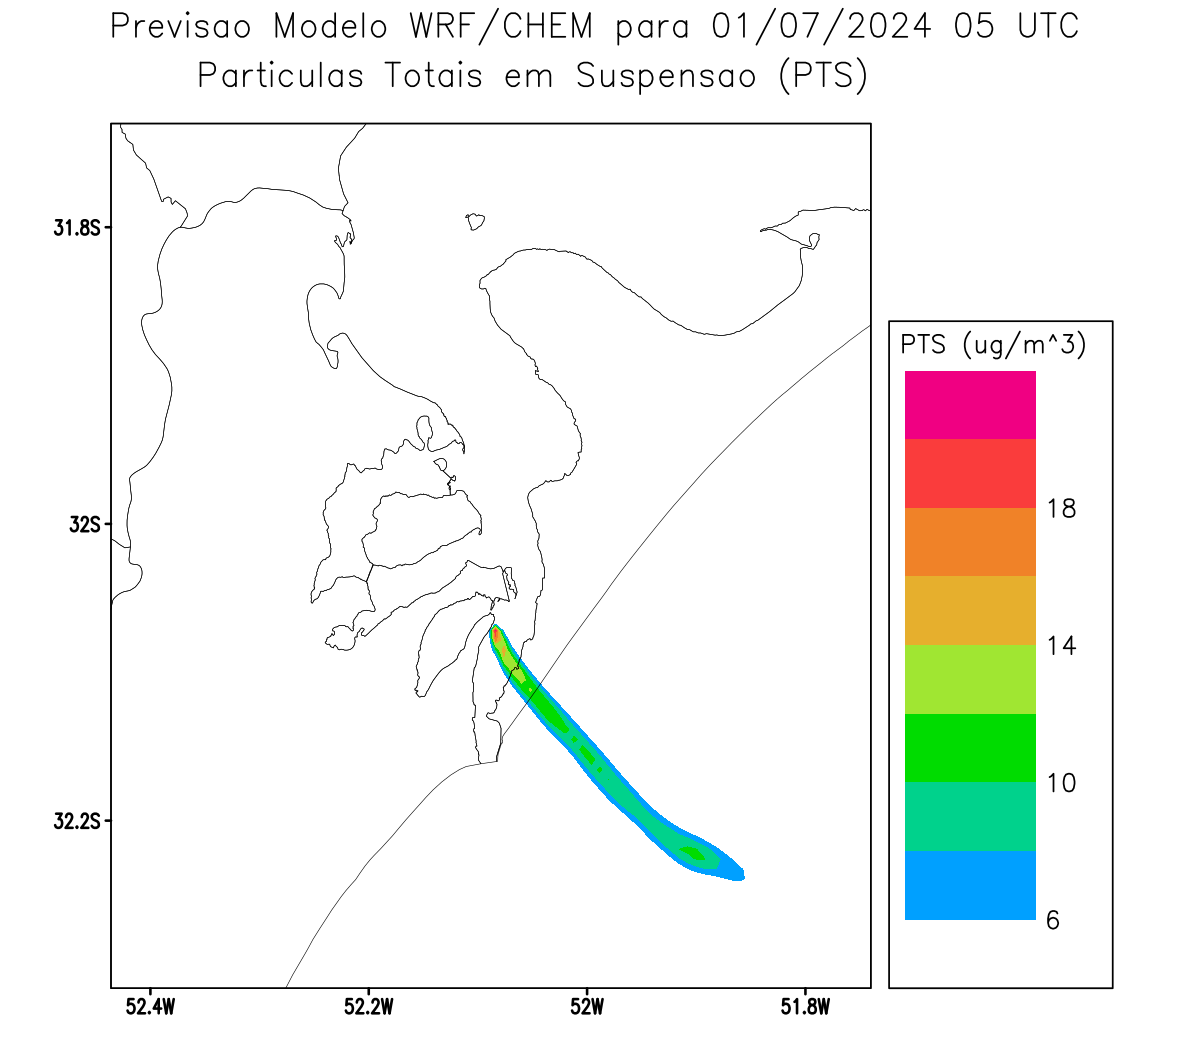 Previsao Modelo WRF/CHEM para 01/07/2024 05 UTC
Particulas Totais em Suspensao (PTS)
31.8S
32S
32.2S
52.4W
52.2W
52W
51.8W
PTS (ug/m^3)
18
14
10
6